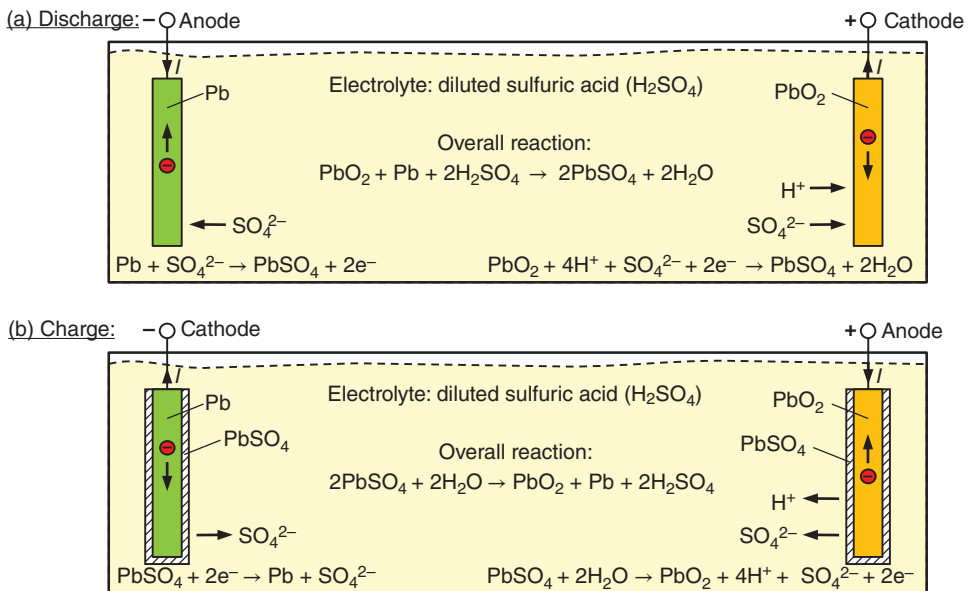 (a) Discharge: – Anode + Cathode
I I
Pb Electrolyte: diluted sulfuric acid (H₂SO₄) PbO₂
Overall reaction:
PbO₂ + Pb + 2H₂SO₄ → 2PbSO₄ + 2H₂O
H⁺
SO₄²⁻ SO₄²⁻
Pb + SO₄²⁻ → PbSO₄ + 2e⁻ PbO₂ + 4H⁺ + SO₄²⁻ + 2e⁻ → PbSO₄ + 2H₂O
(b) Charge: – Cathode + Anode
I I
Pb Electrolyte: diluted sulfuric acid (H₂SO₄) PbO₂
PbSO₄ Overall reaction: PbSO₄
2PbSO₄ + 2H₂O → PbO₂ + Pb + 2H₂SO₄
H⁺
SO₄²⁻ SO₄²⁻
PbSO₄ + 2e⁻ → Pb + SO₄²⁻ PbSO₄ + 2H₂O → PbO₂ + 4H⁺ + SO₄²⁻ + 2e⁻